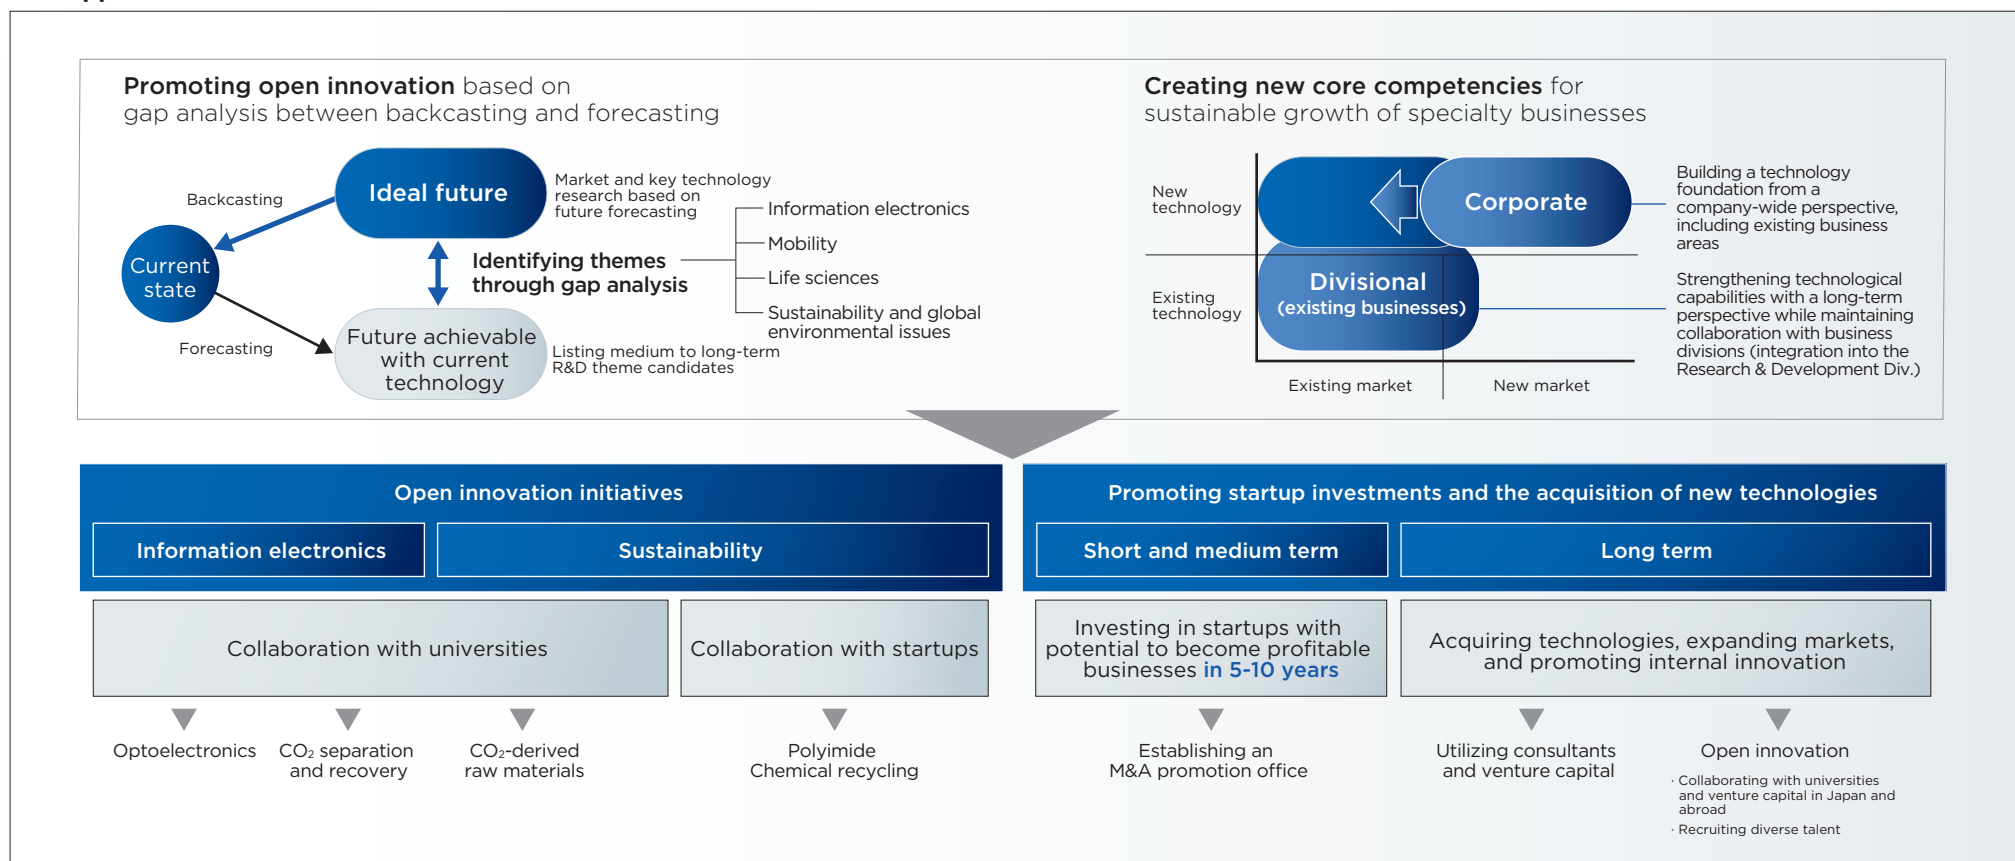 Promoting open innovation based on
gap analysis between backcasting and forecasting
Backcasting
Ideal future
Market and key technology
research based on
future forecasting
Current
state
Identifying themes
through gap analysis
Information electronics
Mobility
Life sciences
Sustainability and global
environmental issues
Forecasting
Future achievable
with current
technology
Listing medium to long-term
R&D theme candidates
Creating new core competencies for
sustainable growth of specialty businesses
New
technology
Corporate
Building a technology
foundation from a
company-wide perspective,
including existing business
areas
Existing
technology
Divisional
(existing businesses)
Strengthening technological
capabilities with a long-term
perspective while maintaining
collaboration with business
divisions (integration into the
Research & Development Div.)
Existing market
New market
Open innovation initiatives
Information electronics
Sustainability
Collaboration with universities
Collaboration with startups
Optoelectronics
CO₂ separation
and recovery
CO₂-derived
raw materials
Polyimide
Chemical recycling
Promoting startup investments and the acquisition of new technologies
Short and medium term
Long term
Investing in startups with
potential to become profitable
businesses in 5-10 years
Acquiring technologies, expanding markets,
and promoting internal innovation
Establishing an
M&A promotion office
Utilizing consultants
and venture capital
Open innovation
· Collaborating with universities
and venture capital in Japan and
abroad
· Recruiting diverse talent